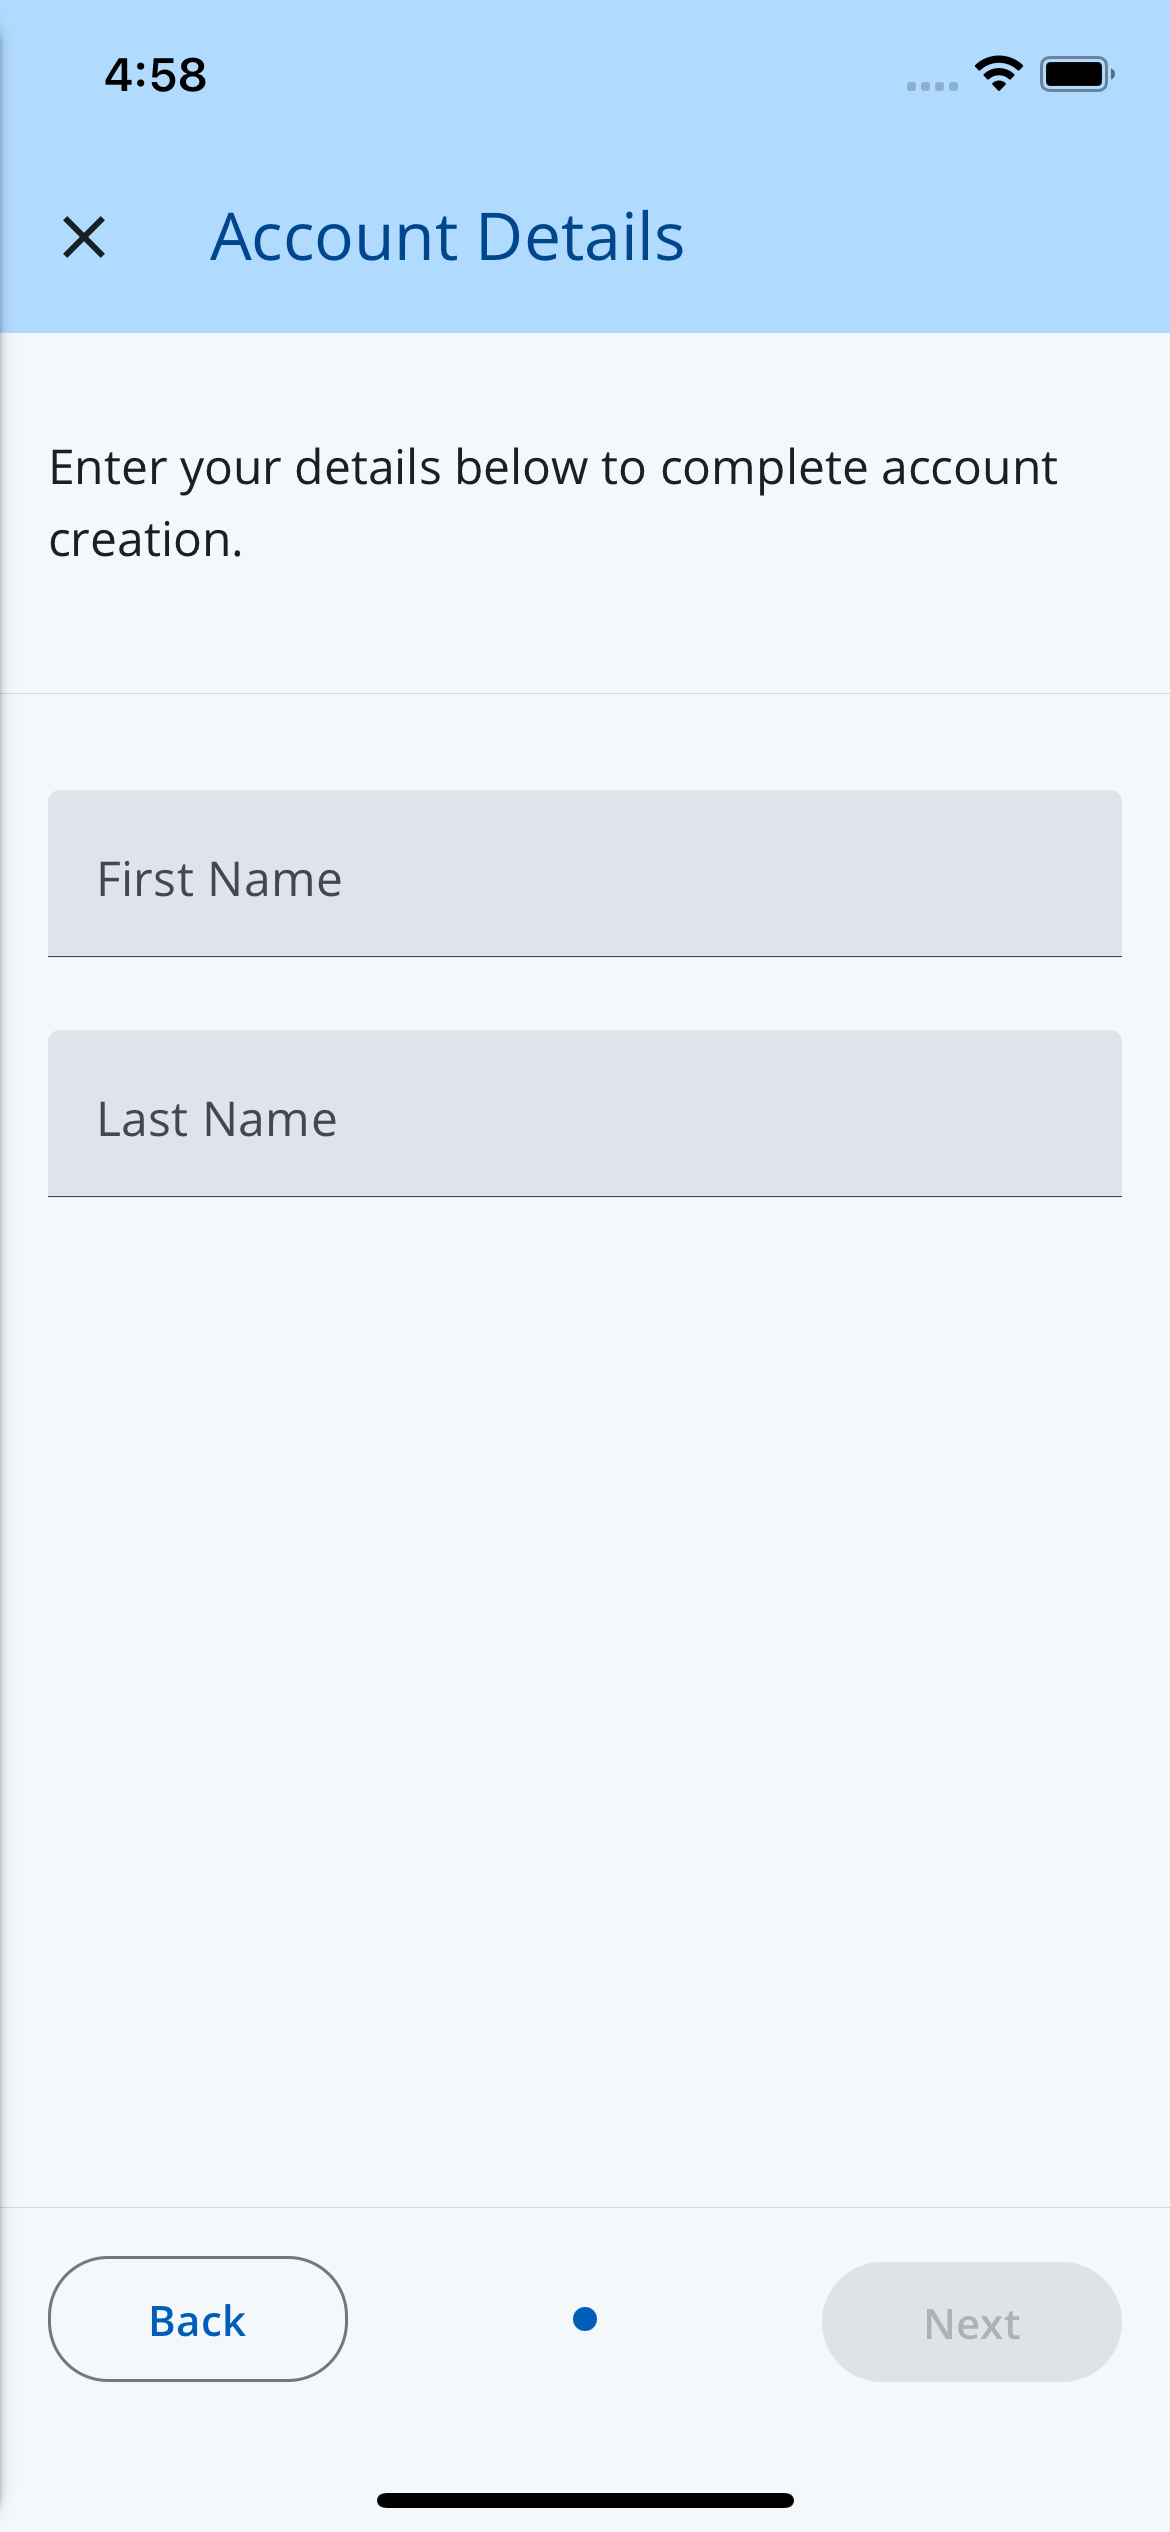 4:58
Account Details
Enter your details below to complete account
creation.
First Name
Last Name
Back
Next